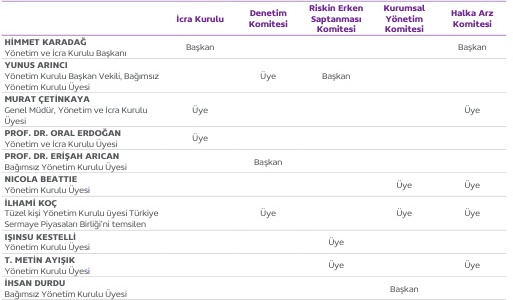 İcra Kurulu
Denetim
Komitesi
Riskin Erken
Saptanması
Komitesi
Kurumsal
Yönetim
Komitesi
Halka Arz
Komitesi
HİMMET KARADAĞ
Yönetim ve İcra Kurulu Başkanı
Başkan
Başkan
YUNUS ARINCI
Yönetim Kurulu Başkan Vekili, Bağımsız
Yönetim Kurulu Üyesi
Üye
Başkan
MURAT ÇETİNKAYA
Genel Müdür, Yönetim ve İcra Kurulu
Üyesi
Üye
Üye
PROF. DR. ORAL ERDOĞAN
Yönetim ve İcra Kurulu Üyesi
Üye
PROF. DR. ERİŞAH ARICAN
Bağımsız Yönetim Kurulu Üyesi
Başkan
NICOLA BEATTIE
Yönetim Kurulu Üyesi
Üye
Üye
İLHAMİ KOÇ
Tüzel kişi Yönetim Kurulu üyesi Türkiye
Sermaye Piyasaları Birliği'ni temsilen
Üye
Üye
Üye
IŞINSU KESTELLİ
Yönetim Kurulu Üyesi
Üye
T. METİN AYIŞIK
Yönetim Kurulu Üyesi
Üye
Üye
İHSAN DURDU
Bağımsız Yönetim Kurulu Üyesi
Başkan